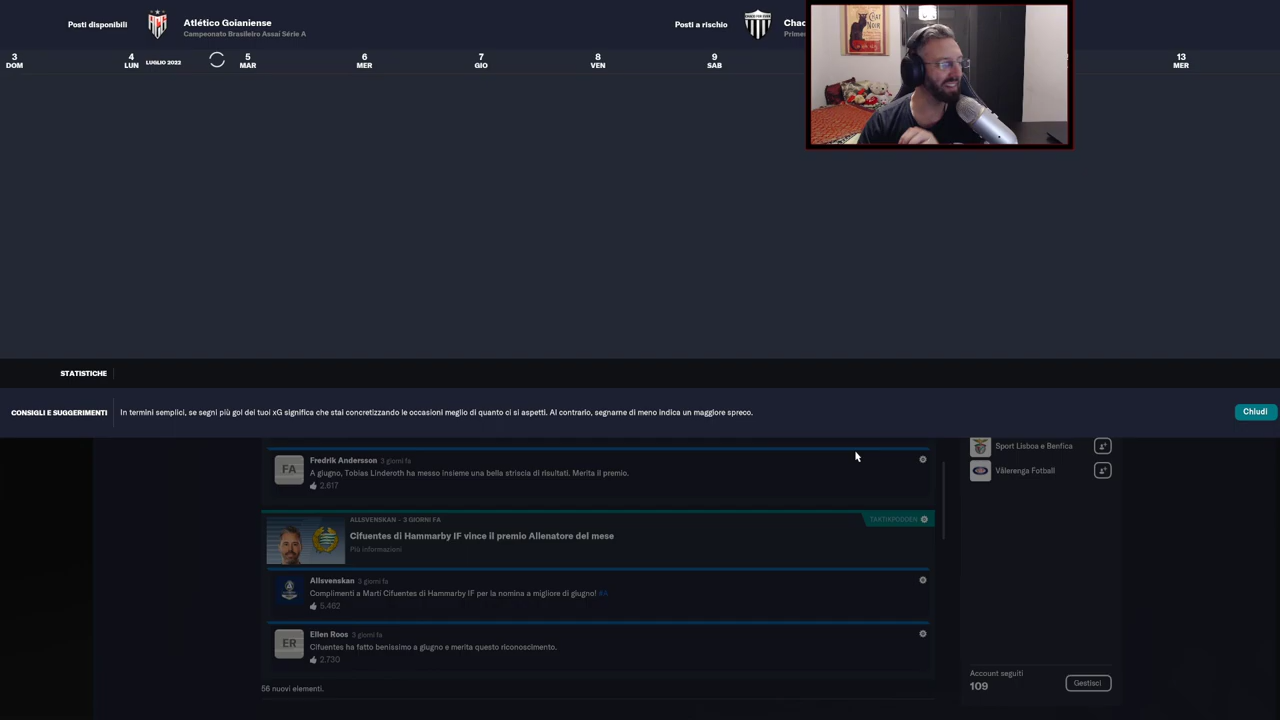 Posti disponibili
Atlético Goianiense
Campeonato Brasileiro Assaí Série A
Posti a rischio
CHAT
NOIR
3
DOM
4
LUN
LUGLIO 2022
5
MAR
6
MER
7
GIO
8
VEN
9
SAB
13
MER
STATISTICHE
CONSIGLI E SUGGERIMENTI
In termini semplici, se segni più gol dei tuoi xG significa che stai concretizzando le occasioni meglio di quanto ci si aspetti. Al contrario, segnarne di meno indica un maggiore spreco.
Chiudi
Sport Lisboa e Benfica
Vålerenga Fotball
FA
Fredrik Andersson 3 giorni fa
A giugno, Tobias Linderoth ha messo insieme una bella striscia di risultati. Merita il premio.
2.617
ALLSVENSKAN - 3 GIORNI FA
TAKTIKPODDEN
Cifuentes di Hammarby IF vince il premio Allenatore del mese
Più informazioni
Allsvenskan 3 giorni fa
Complimenti a Martí Cifuentes di Hammarby IF per la nomina a migliore di giugno! #A
5.462
ER
Ellen Roos 3 giorni fa
Cifuentes ha fatto benissimo a giugno e merita questo riconoscimento.
2.730
56 nuovi elementi.
Account seguiti
109
Gestisci